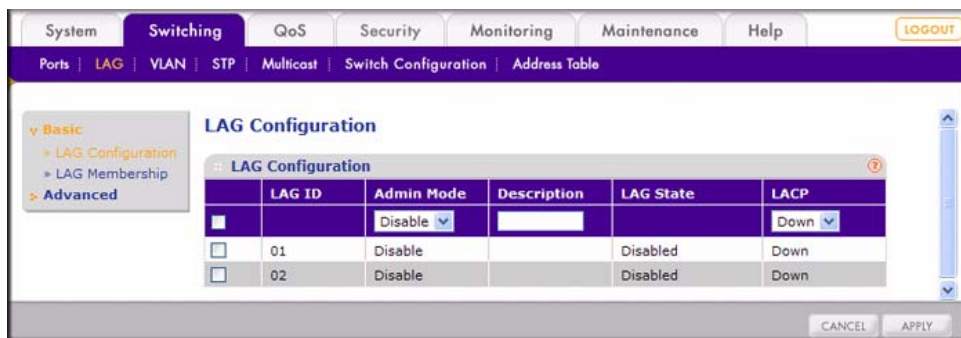 System Switching QoS Security Monitoring Maintenance Help LOGOUT
Ports LAG VLAN STP Multicast Switch Configuration Address Table
Basic
LAG Configuration
LAG Membership
Advanced
LAG Configuration
LAG Configuration ?
LAG ID Admin Mode Description LAG State LACP
Disable Down
01 Disable Disabled Down
02 Disable Disabled Down
CANCEL APPLY